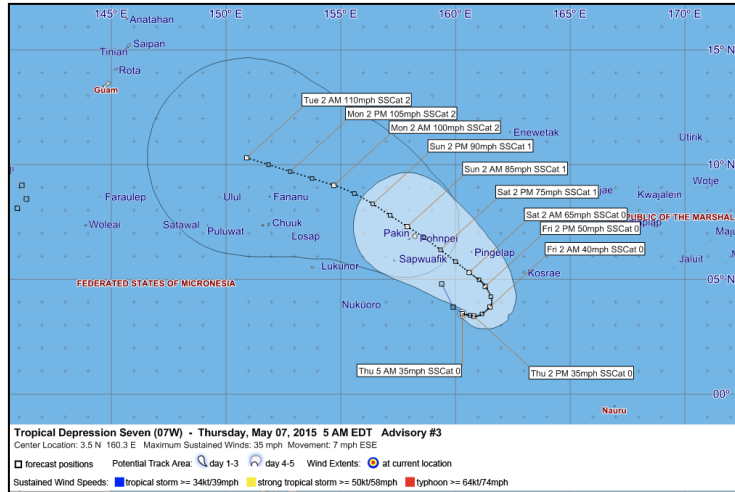 145° E 150° E 155° E 160° E 165° E 170° E
Anatahan
Saipan
Tinian
15° N
Rota
Guam
Tue 2 AM 110mph SSCat 2
Mon 2 PM 105mph SSCat 2
Mon 2 AM 100mph SSCat 2
Enewetak
Utirik
Sun 2 PM 90mph SSCat 1
10° N
Sun 2 AM 85mph SSCat 1
Wotje
Faraulep
Ulul
Fananu
Sat 2 PM 75mph SSCat 1
Kwajalein
Sat 2 AM 65mph SSCat 0
PUBLIC OF THE MARSHAL
Woleai
Satawal
Puluwat
Chuuk
Losap
Pakin
Pohnpei
Fri 2 PM 50mph SSCat 0
Fri 2 AM 40mph SSCat 0
Sapwuafik
Pingelap
Jaluit
Lukunor
Kosrae
05° N
FEDERATED STATES OF MICRONESIA
Nukuoro
Thu 5 AM 35mph SSCat 0
Thu 2 PM 35mph SSCat 0
00°
Nauru
Tropical Depression Seven (07W) - Thursday, May 07, 2015 5 AM EDT Advisory #3
Center Location: 3.5 N 160.3 E Maximum Sustained Winds: 35 mph Movement: 7 mph ESE
forecast positions Potential Track Area: day 1-3 day 4-5 Wind Extents: at current location
Sustained Wind Speeds: tropical storm >= 34kt/39mph strong tropical storm >= 50kt/58mph typhoon >= 64kt/74mph